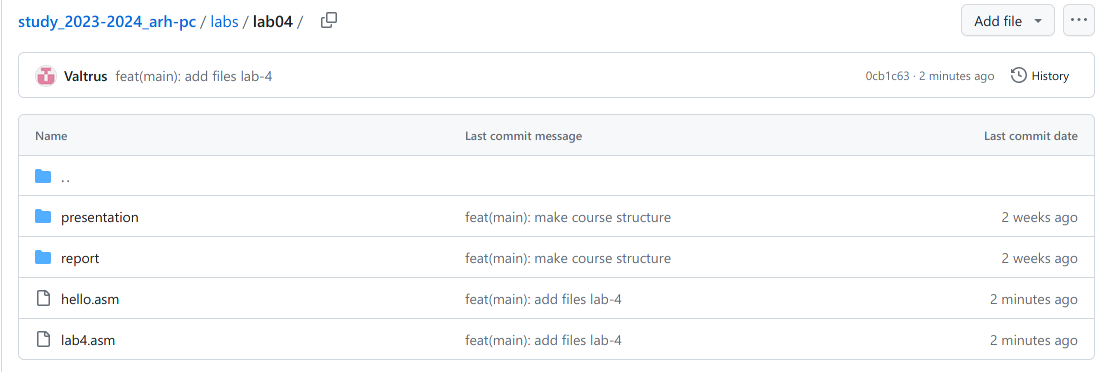 study_2023-2024_arh-pc / labs / lab04 / Add file
Valtrus feat(main): add files lab-4 0cb1c63 · 2 minutes ago History
Name Last commit message Last commit date
..
presentation feat(main): make course structure 2 weeks ago
report feat(main): make course structure 2 weeks ago
hello.asm feat(main): add files lab-4 2 minutes ago
lab4.asm feat(main): add files lab-4 2 minutes ago